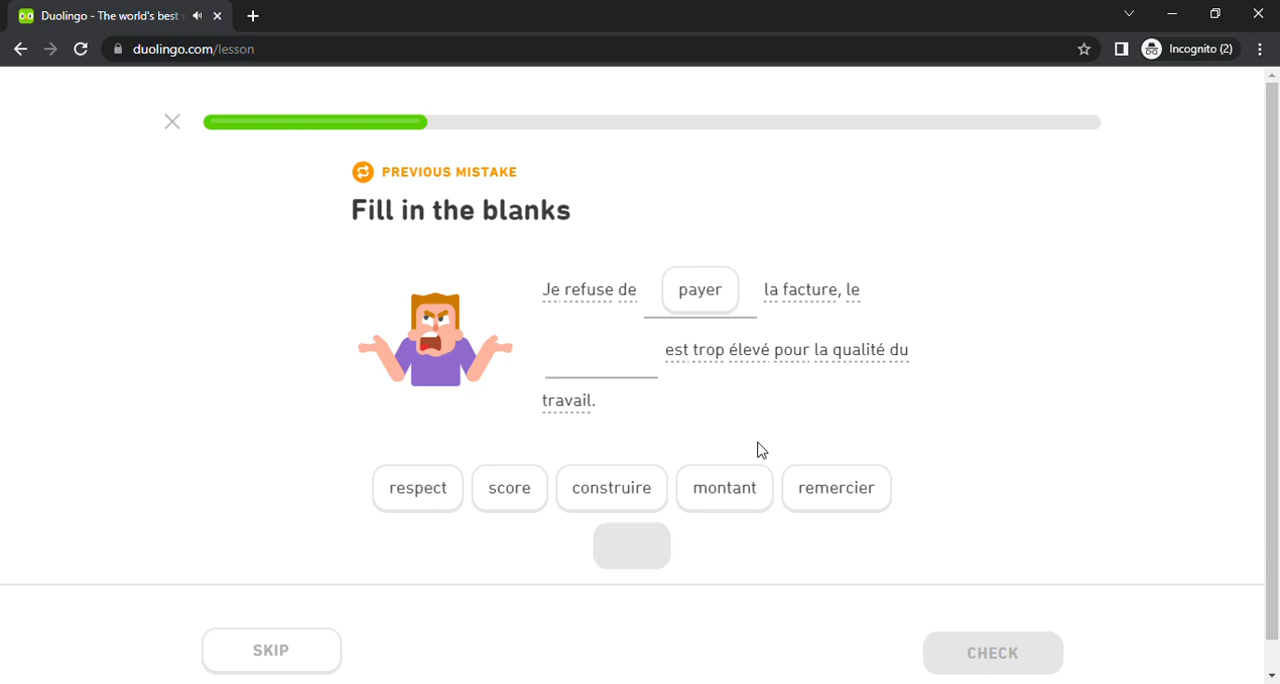 Duolingo - The world's best
duolingo.com/lesson
Incognito (2)
PREVIOUS MISTAKE
Fill in the blanks
Je refuse de payer la facture, le
est trop élevé pour la qualité du
travail.
respect score construire montant remercier
SKIP CHECK